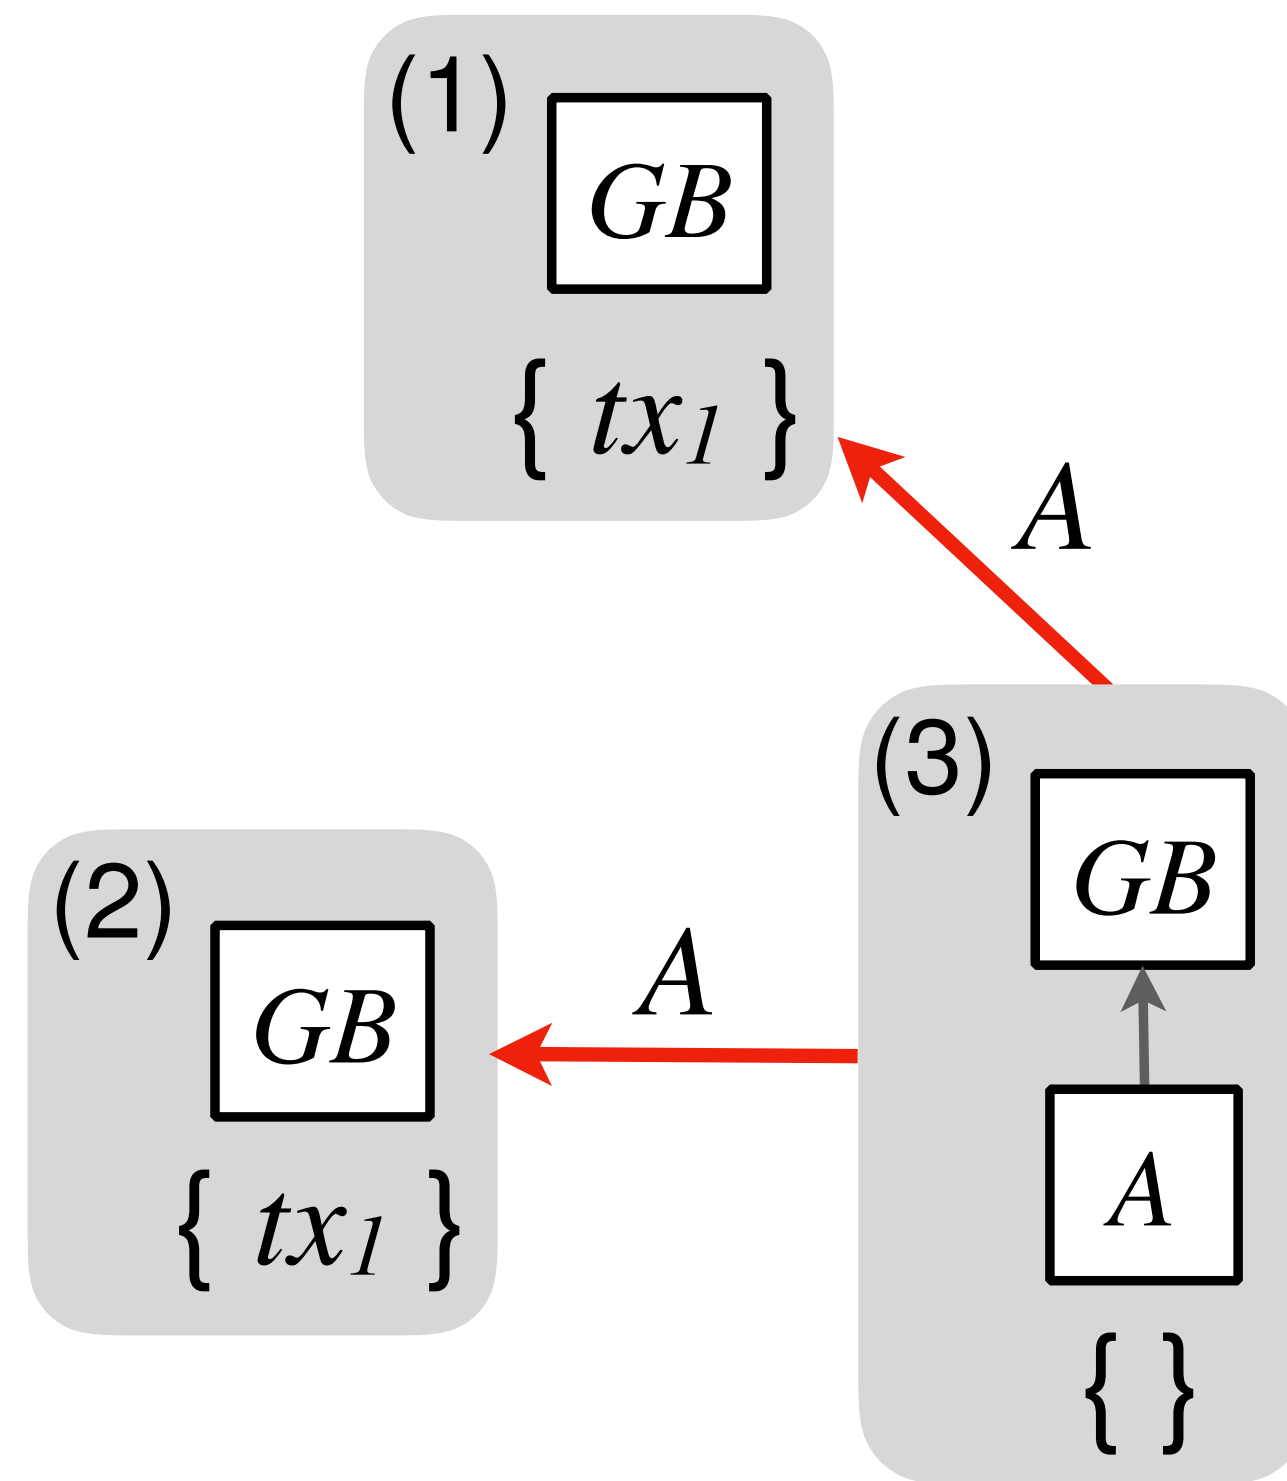 (1)
GB
{ tx1 }
A
(3)
GB
A
{ }
(2)
GB
{ tx1 }
A